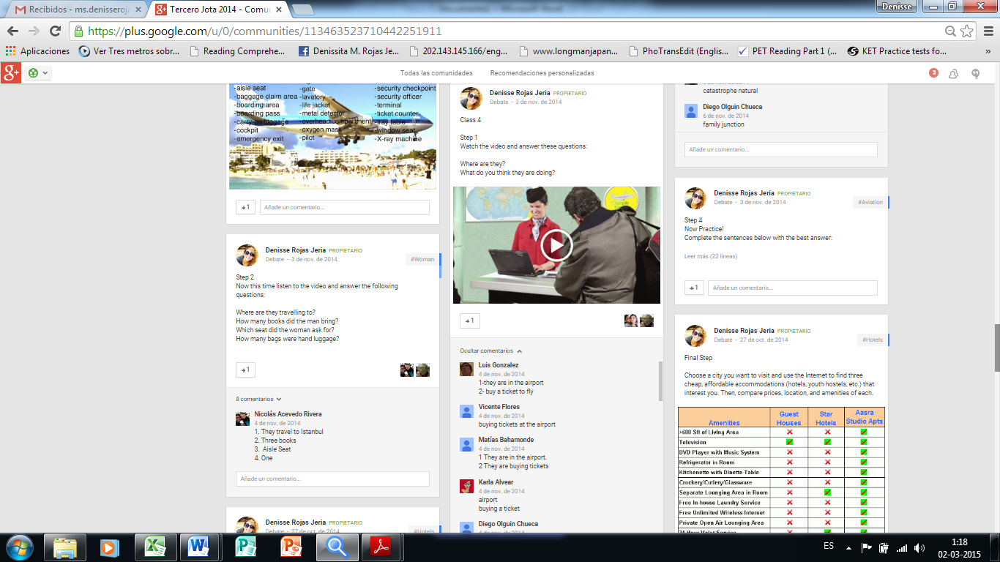 Recibidos - ms.denisseroja
Tercero Jota 2014 - Comu
Denisse
https://plus.google.com/u/0/communities/113463523710442251911
Aplicaciones
Ver Tres metros sobr...
Reading Comprehe...
Denissita M. Rojas Je...
202.143.145.166/eng...
www.longmanjapan...
PhoTransEdit (Englis...
PET Reading Part 1 (...
KET Practice tests fo...
»
g+
Todas las comunidades
Recomendaciones personalizadas
3
-aisle seat
-baggage claim area
-boarding area
-boarding pass
-carry-on luggage
-cockpit
-emergency exit
-gate
-lavatory
-life jacket
-metal detector
-overhead compartment
-oxygen mask
-pilot
-security checkpoint
-security officer
-terminal
-ticket counter
-tray table
-window seat
-X-ray machine
+1
Añade un comentario...
Denisse Rojas Jeria PROPIETARIO
Debate - 3 de nov. de 2014
#Woman
Step 2
Now this time listen to the video and answer the following
questions:
Where are they travelling to?
How many books did the man bring?
Which seat did the woman ask for?
How many bags were hand luggage?
+1
8 comentarios
Nicolás Acevedo Rivera
4 de nov. de 2014
1. They travel to Istanbul
2. Three books
3. Aisle Seat
4. One
Añade un comentario...
Denisse Rojas Jeria PROPIETARIO
Debate - 27 de oct. de 2014
#Hotels
Denisse Rojas Jeria PROPIETARIO
Debate - 3 de nov. de 2014
Class 4
Step 1
Watch the video and answer these questions:
Where are they?
What do you think they are doing?
+1
Ocultar comentarios
Luis Gonzalez
4 de nov. de 2014
1-they are in the airport
2- buy a ticket to fly
Vicente Flores
4 de nov. de 2014
buying tickets at the airport
Matías Bahamonde
4 de nov. de 2014
1 They are in the airport.
2 They are buying tickets
Karla Alvear
4 de nov. de 2014
airport
buying a ticket
Diego Olguin Chueca
catastrophe natural
Diego Olguin Chueca
6 de nov. de 2014
family junction
Añade un comentario...
Denisse Rojas Jeria PROPIETARIO
Debate - 3 de nov. de 2014
#Aviation
Step 4
Now Practice!
Complete the sentences below with the best answer:
Leer más (22 líneas)
+1
Añade un comentario...
Denisse Rojas Jeria PROPIETARIO
Debate - 27 de oct. de 2014
#Hotels
Final Step
Choose a city you want to visit and use the Internet to find three
cheap, affordable accommodations (hotels, youth hostels, etc.) that
interest you. Then, compare prices, location, and amenities of each.
Amenities
Guest Houses
Star Hotels
Aasra Studio Apts
>600 Sft of Living Area
Television
DVD Player with Music System
Refrigerator in Room
Kitchenette with Dinette Table
Crockery/Cutlery/Glassware
Separate Lounging Area in Room
Free In-house Laundry Service
Free Unlimited Wireless Internet
Private Open Air Lounging Area
ES
1:18
02-03-2015